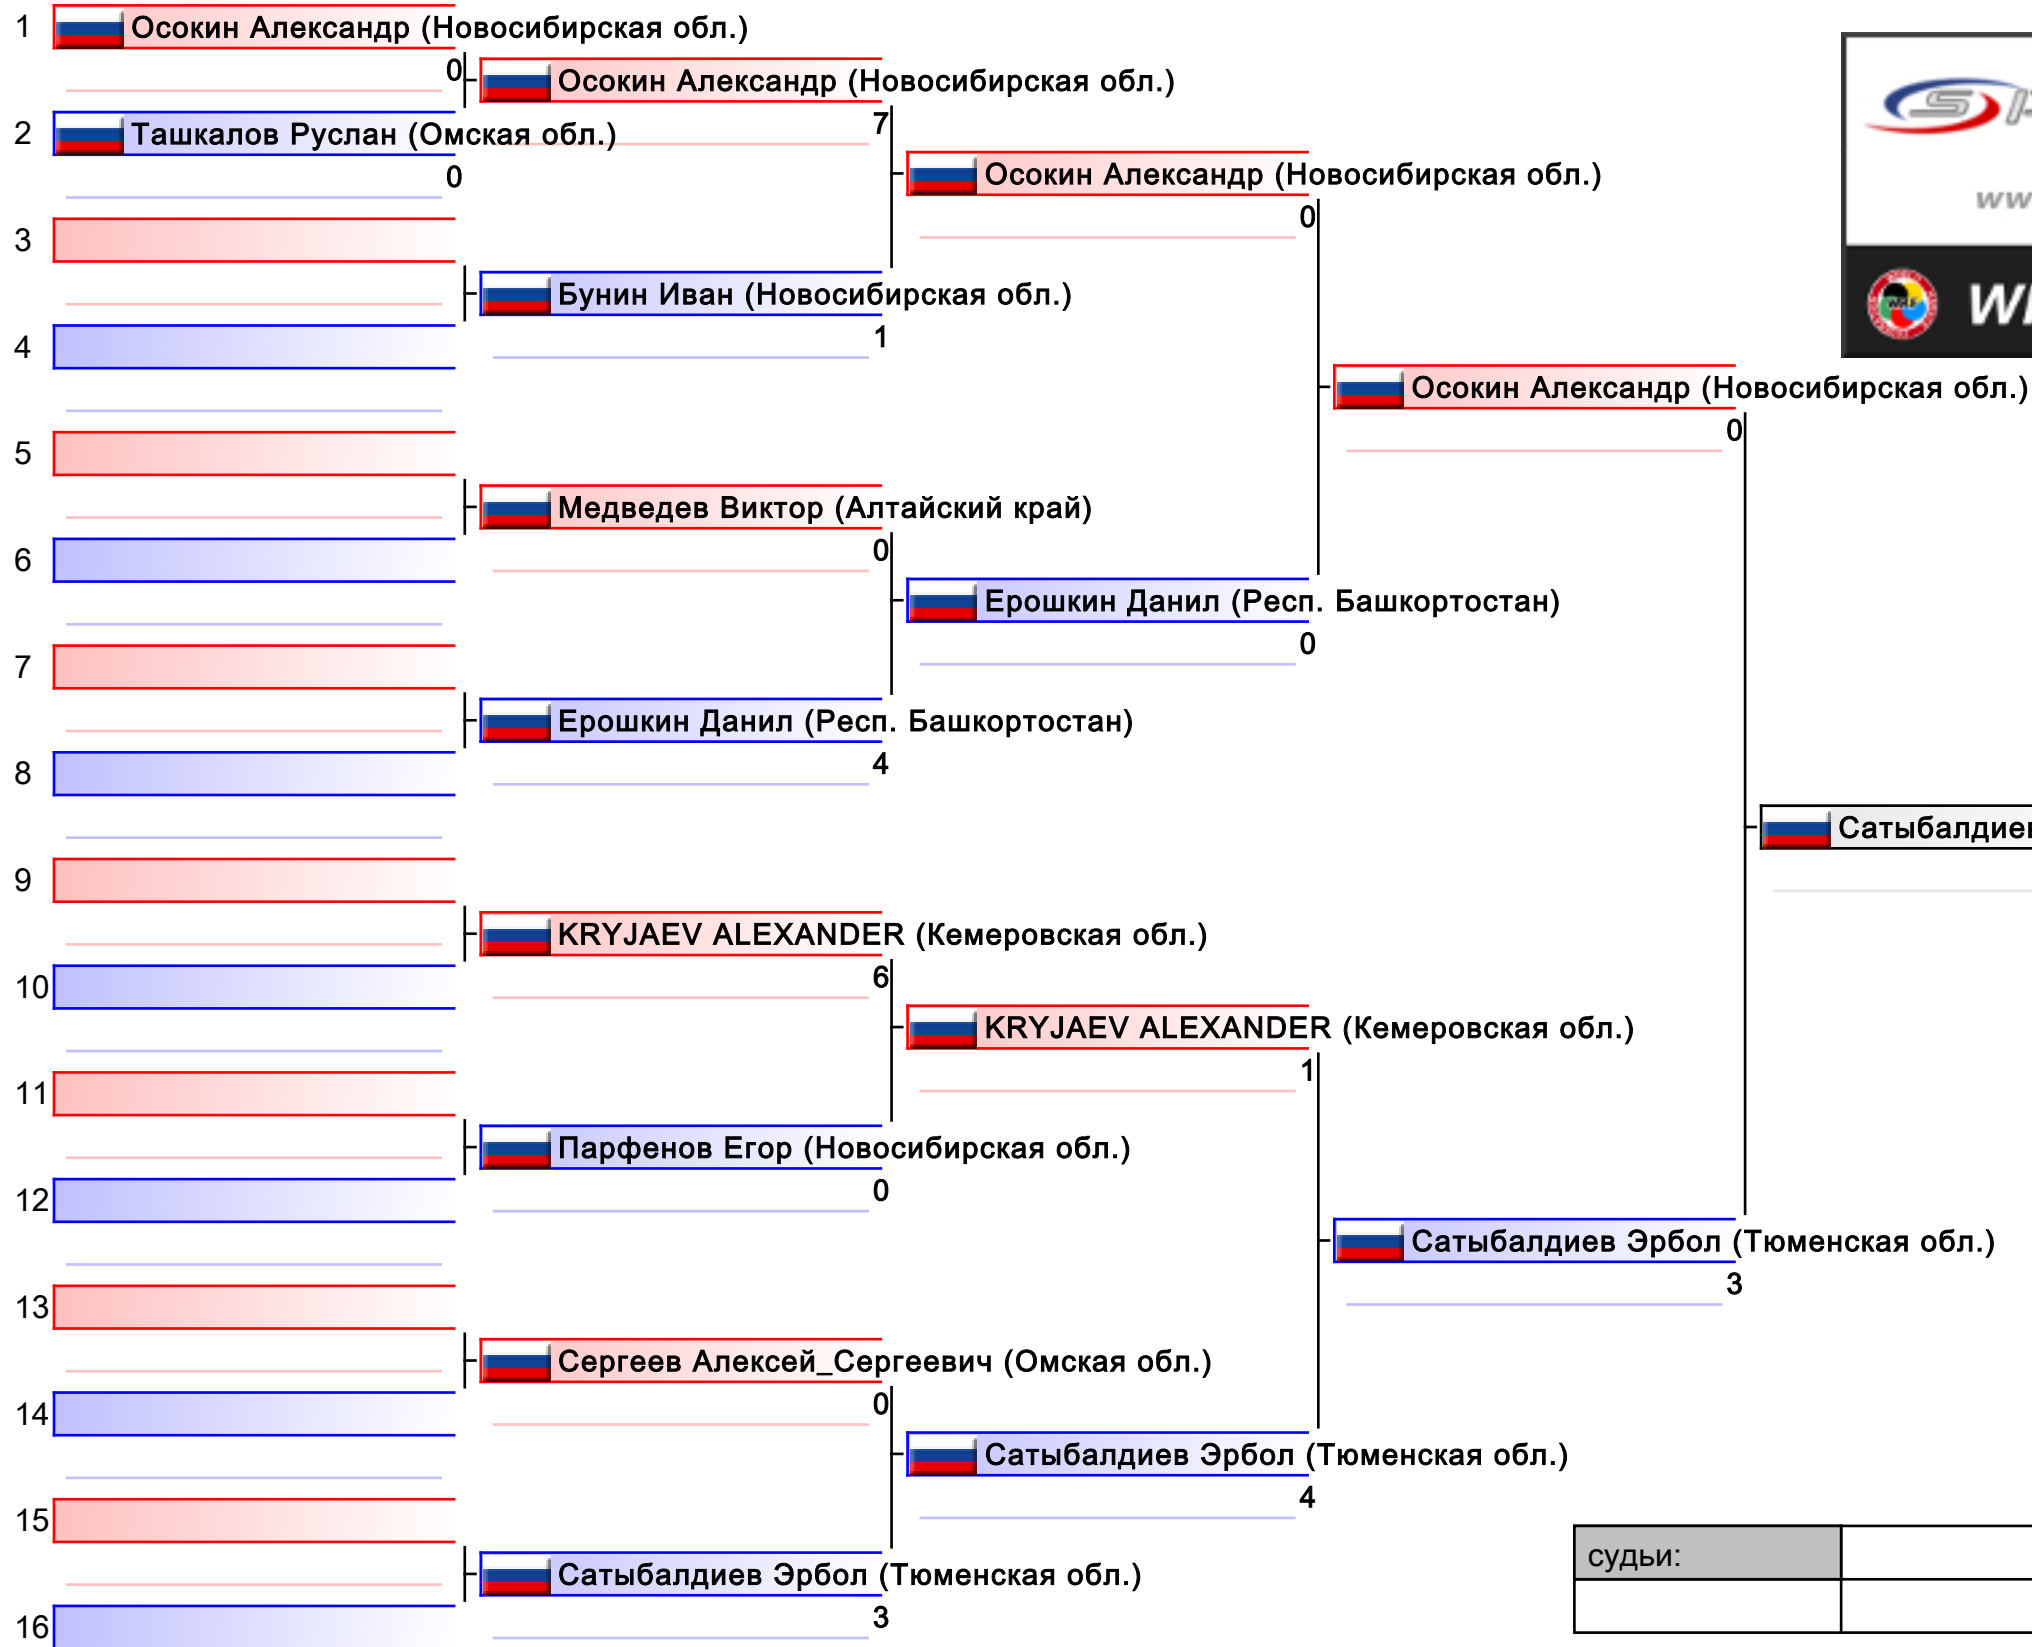 1
Осокин Александр (Новосибирская обл.)
0
Осокин Александр (Новосибирская обл.)
7
2
Ташкалов Руслан (Омская обл.)
0
Осокин Александр (Новосибирская обл.)
0
3
Бунин Иван (Новосибирская обл.)
1
4
Осокин Александр (Новосибирская обл.)
0
5
Медведев Виктор (Алтайский край)
0
6
Ерошкин Данил (Респ. Башкортостан)
0
7
Ерошкин Данил (Респ. Башкортостан)
4
8
Сатыбалдиев
9
KRYJAEV ALEXANDER (Кемеровская обл.)
6
10
KRYJAEV ALEXANDER (Кемеровская обл.)
1
11
Парфенов Егор (Новосибирская обл.)
0
12
Сатыбалдиев Эрбол (Тюменская обл.)
3
13
Сергеев Алексей_Сергеевич (Омская обл.)
0
14
Сатыбалдиев Эрбол (Тюменская обл.)
4
15
судьи:
Сатыбалдиев Эрбол (Тюменская обл.)
3
16